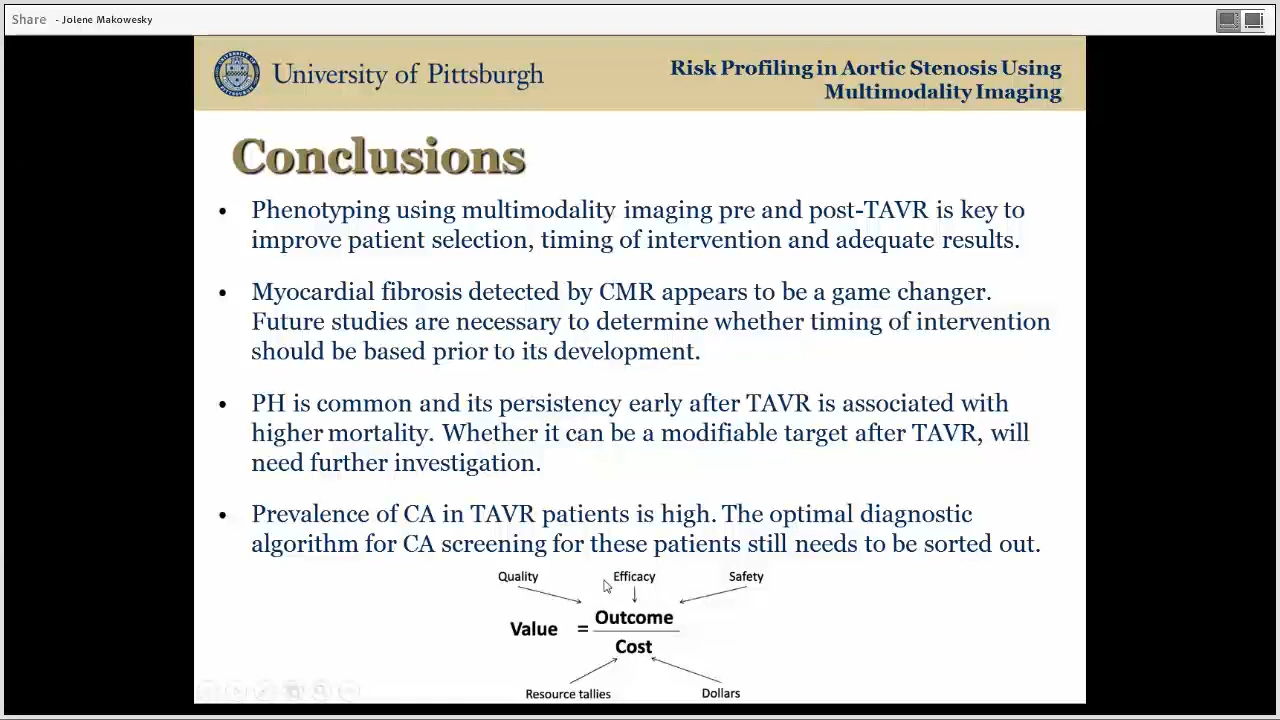 Share - Jolene Makowesky
University of Pittsburgh
Risk Profiling in Aortic Stenosis Using
Multimodality Imaging
Conclusions
• Phenotyping using multimodality imaging pre and post-TAVR is key to
improve patient selection, timing of intervention and adequate results.
• Myocardial fibrosis detected by CMR appears to be a game changer.
Future studies are necessary to determine whether timing of intervention
should be based prior to its development.
• PH is common and its persistency early after TAVR is associated with
higher mortality. Whether it can be a modifiable target after TAVR, will
need further investigation.
• Prevalence of CA in TAVR patients is high. The optimal diagnostic
algorithm for CA screening for these patients still needs to be sorted out.
Quality Efficacy Safety
Outcome
Value =
Cost
Resource tallies Dollars